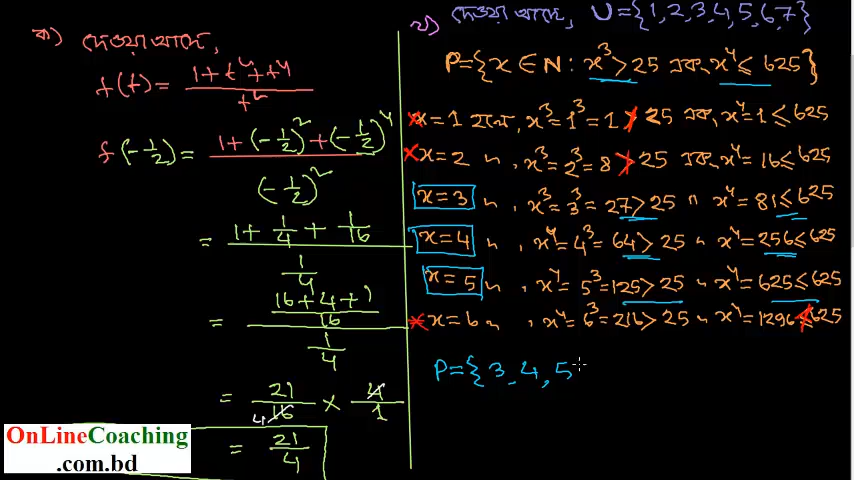 ক) দেওয়া আছে,
f(t) = (1+t²+t⁴)/t²
f(-1/2) = (1+(-1/2)²+(-1/2)⁴)/(-1/2)²
= (1+1/4+1/16)/(1/4)
= ((16+4+1)/16)/(1/4)
= 21/16 × 4/1
4
= 21/4
খ) দেওয়া আছে, U={1,2,3,4,5,6,7}
P={x∈N: x³>25 এবং x⁴≤625}
x=1 হলে, x³=1³=1≯25 এবং x⁴=1≤625
x=2 " , x³=2³=8≯25 এবং x⁴=16≤625
x=3 " , x³=3³=27>25 " x⁴=81≤625
x=4 " , x⁴=4³=64>25 " x⁴=256≤625
x=5 " , x⁴=5³=125>25 " x⁴=625≤625
x=6 " , x⁴=6³=216>25 " x⁴=1296≰625
P={3,4,5
OnLineCoaching
.com.bd